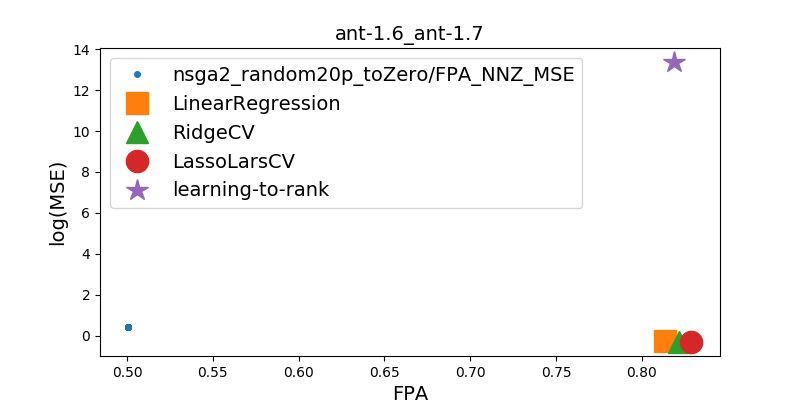 ant-1.6_ant-1.7
14
12
10
8
6
4
2
0
log(MSE)
nsga2_random20p_toZero/FPA_NNZ_MSE
LinearRegression
RidgeCV
LassoLarsCV
learning-to-rank
0.50 0.55 0.60 0.65 0.70 0.75 0.80
FPA